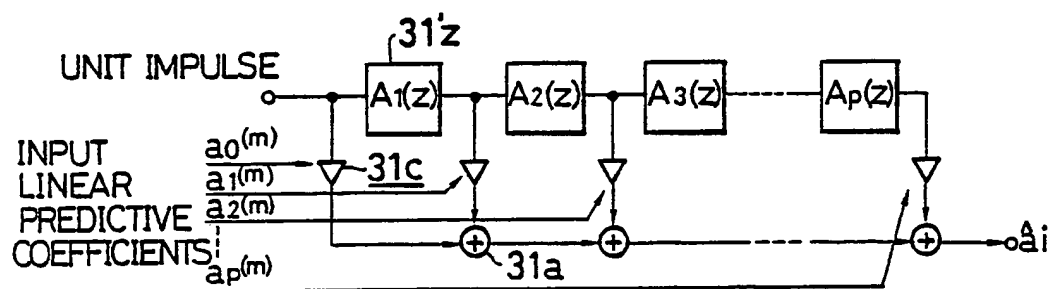 31'z
UNIT IMPULSE
A1(z) A2(z) A3(z) Ap(z)
INPUT
LINEAR
PREDICTIVE
COEFFICIENTS
a0(m)
a1(m)
a2(m)
ap(m)
31c
31a
âi